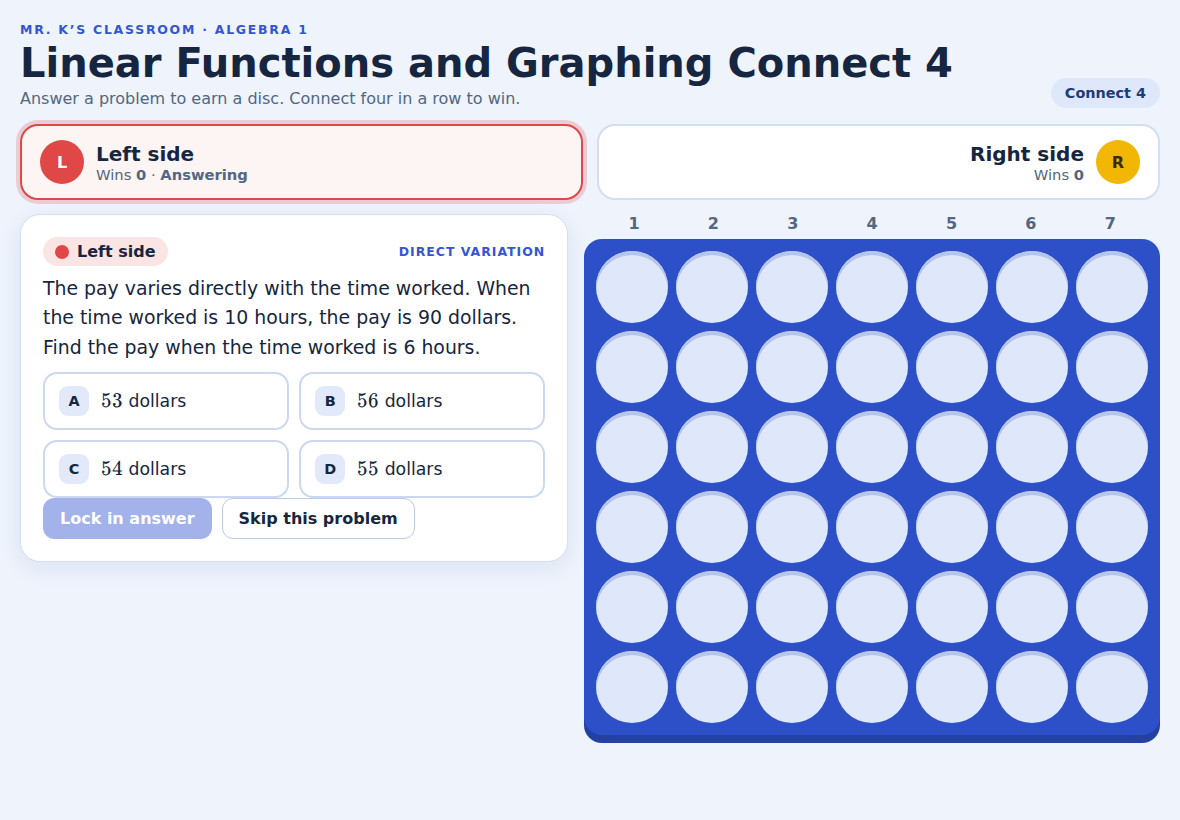 MR. K’S CLASSROOM · ALGEBRA 1
Linear Functions and Graphing Connect 4
Answer a problem to earn a disc. Connect four in a row to win.
Connect 4
L
Left side
Wins 0 · Answering
Right side
Wins 0
R
Left side
DIRECT VARIATION
The pay varies directly with the time worked. When
the time worked is 10 hours, the pay is 90 dollars.
Find the pay when the time worked is 6 hours.
A 53 dollars
B 56 dollars
C 54 dollars
D 55 dollars
Lock in answer
Skip this problem
1 2 3 4 5 6 7